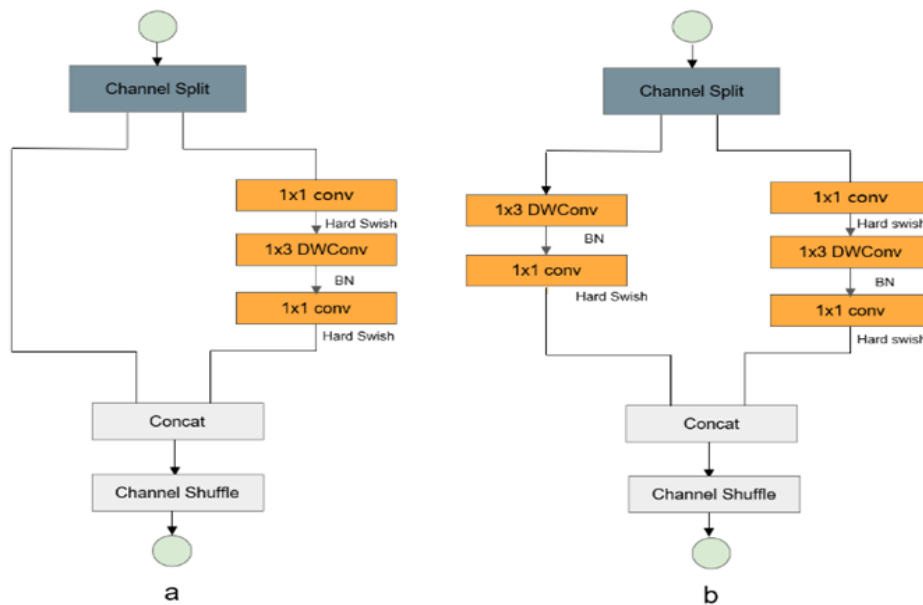 Channel Split
1x1 conv
Hard Swish
1x3 DWConv
BN
1x1 conv
Hard Swish
Concat
Channel Shuffle
a
Channel Split
1x3 DWConv
BN
1x1 conv
Hard Swish
1x1 conv
Hard swish
1x3 DWConv
BN
1x1 conv
Hard swish
Concat
Channel Shuffle
b